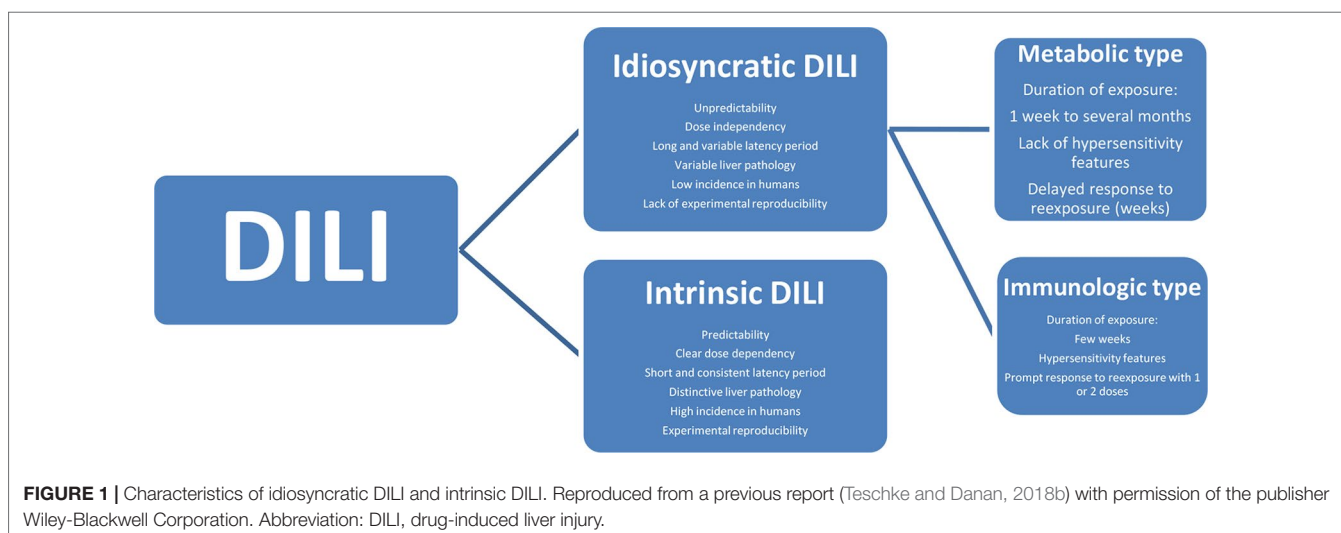 DILI
Idiosyncratic DILI
Unpredictability
Dose independency
Long and variable latency period
Variable liver pathology
Low incidence in humans
Lack of experimental reproducibility
Intrinsic DILI
Predictability
Clear dose dependency
Short and consistent latency period
Distinctive liver pathology
High incidence in humans
Experimental reproducibility
Metabolic type
Duration of exposure:
1 week to several months
Lack of hypersensitivity
features
Delayed response to
reexposure (weeks)
Immunologic type
Duration of exposure:
Few weeks
Hypersensitivity features
Prompt response to reexposure with 1
or 2 doses
FIGURE 1 | Characteristics of idiosyncratic DILI and intrinsic DILI. Reproduced from a previous report (Teschke and Danan, 2018b) with permission of the publisher
Wiley-Blackwell Corporation. Abbreviation: DILI, drug-induced liver injury.